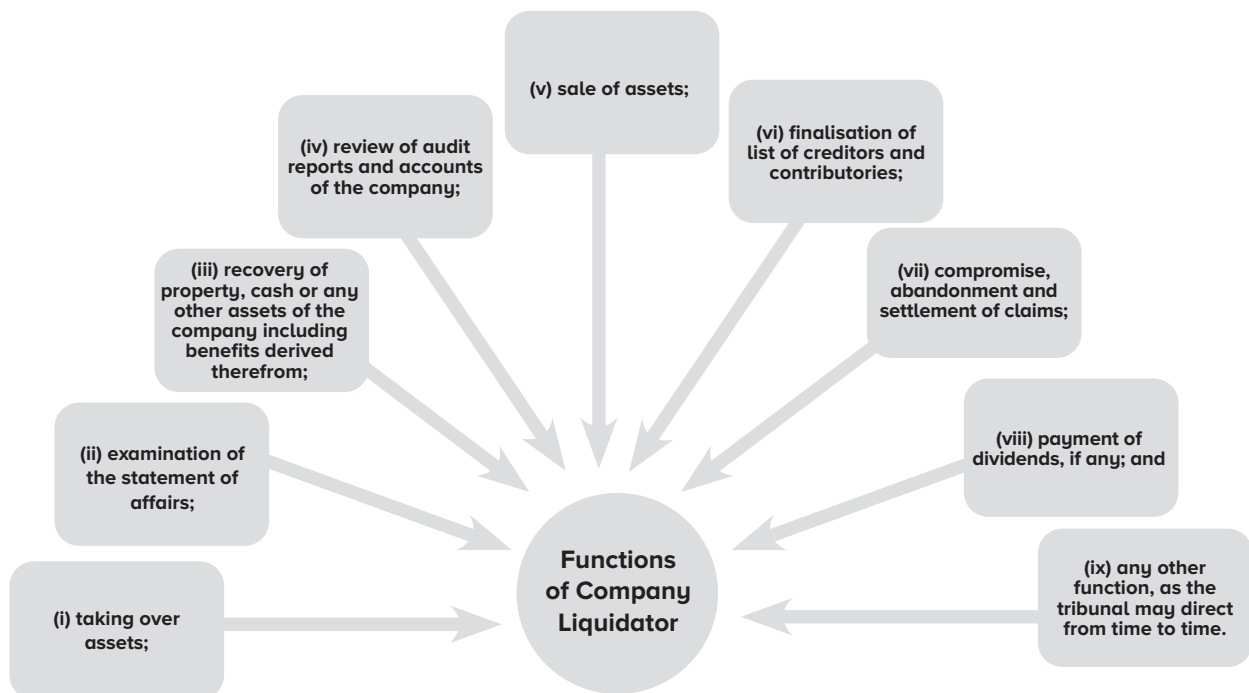 (i) taking over
assets;
(ii) examination of
the statement of
affairs;
(iii) recovery of
property, cash or any
other assets of the
company including
benefits derived
therefrom;
(iv) review of audit
reports and accounts
of the company;
(v) sale of assets;
(vi) finalisation of
list of creditors and
contributories;
(vii) compromise,
abandonment and
settlement of claims;
(viii) payment of
dividends, if any; and
(ix) any other
function, as the
tribunal may direct
from time to time.
Functions
of Company
Liquidator